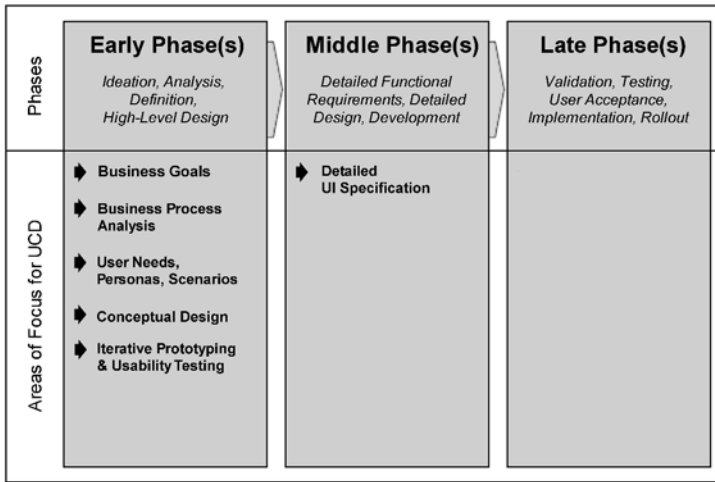 Phases
Early Phase(s)
Ideation, Analysis,
Definition,
High-Level Design
Middle Phase(s)
Detailed Functional
Requirements, Detailed
Design, Development
Late Phase(s)
Validation, Testing,
User Acceptance,
Implementation, Rollout
Areas of Focus for UCD
Business Goals
Business Process
Analysis
User Needs,
Personas, Scenarios
Conceptual Design
Iterative Prototyping
& Usability Testing
Detailed
UI Specification